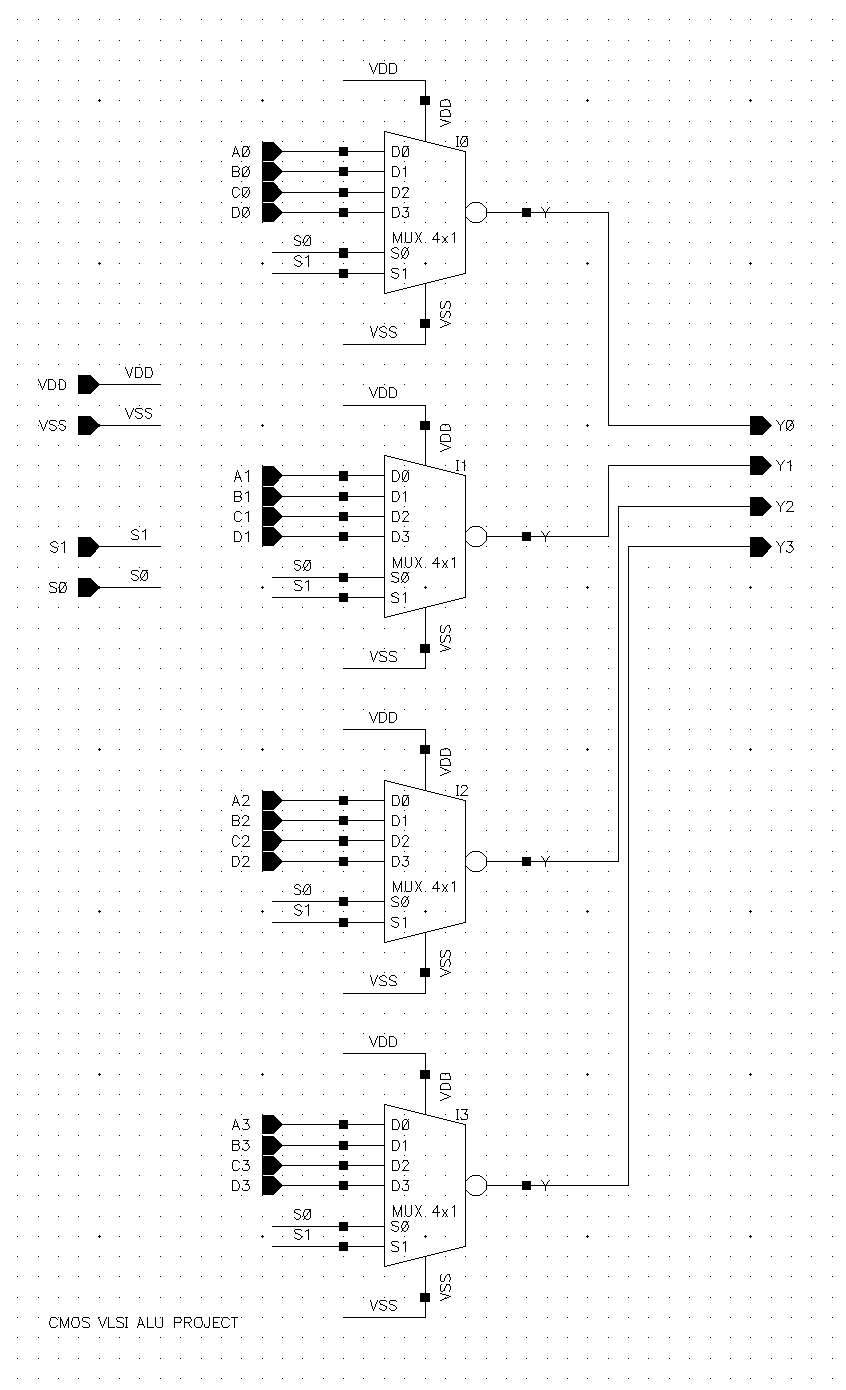 VDD
VDD
I0
A0 D0
B0 D1
C0 D2
D0 D3
Y
MUX 4x1
S0 S0
S1 S1
VSS
VSS
VDD VDD
VSS VSS
S1 S1
S0 S0
VDD
VDD
I1
A1 D0
B1 D1
C1 D2
D1 D3
Y
MUX 4x1
S0 S0
S1 S1
VSS
VSS
Y0
Y1
Y2
Y3
VDD
VDD
I2
A2 D0
B2 D1
C2 D2
D2 D3
Y
MUX 4x1
S0 S0
S1 S1
VSS
VSS
VDD
VDD
I3
A3 D0
B3 D1
C3 D2
D3 D3
Y
MUX 4x1
S0 S0
S1 S1
VSS
VSS
CMOS VLSI ALU PROJECT